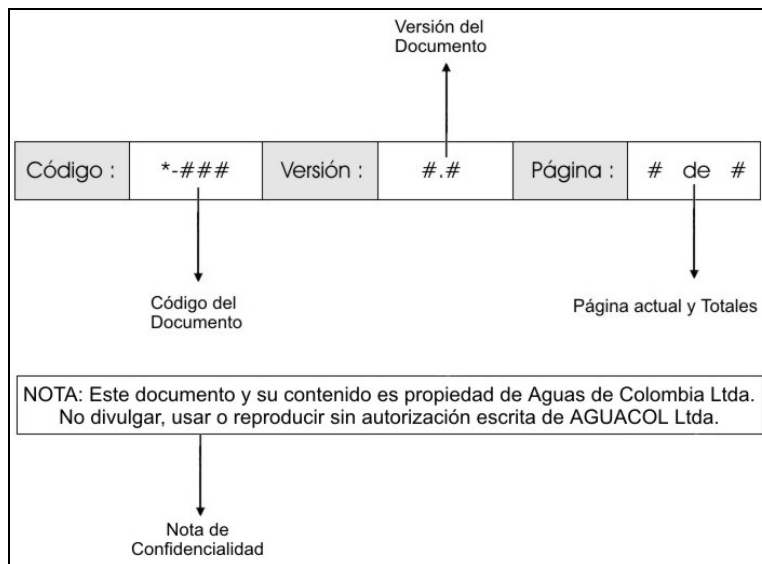 Versión del
Documento
Código : *-### Versión : #.# Página : # de #
Código del
Documento
Página actual y Totales
NOTA: Este documento y su contenido es propiedad de Aguas de Colombia Ltda.
No divulgar, usar o reproducir sin autorización escrita de AGUACOL Ltda.
Nota de
Confidencialidad